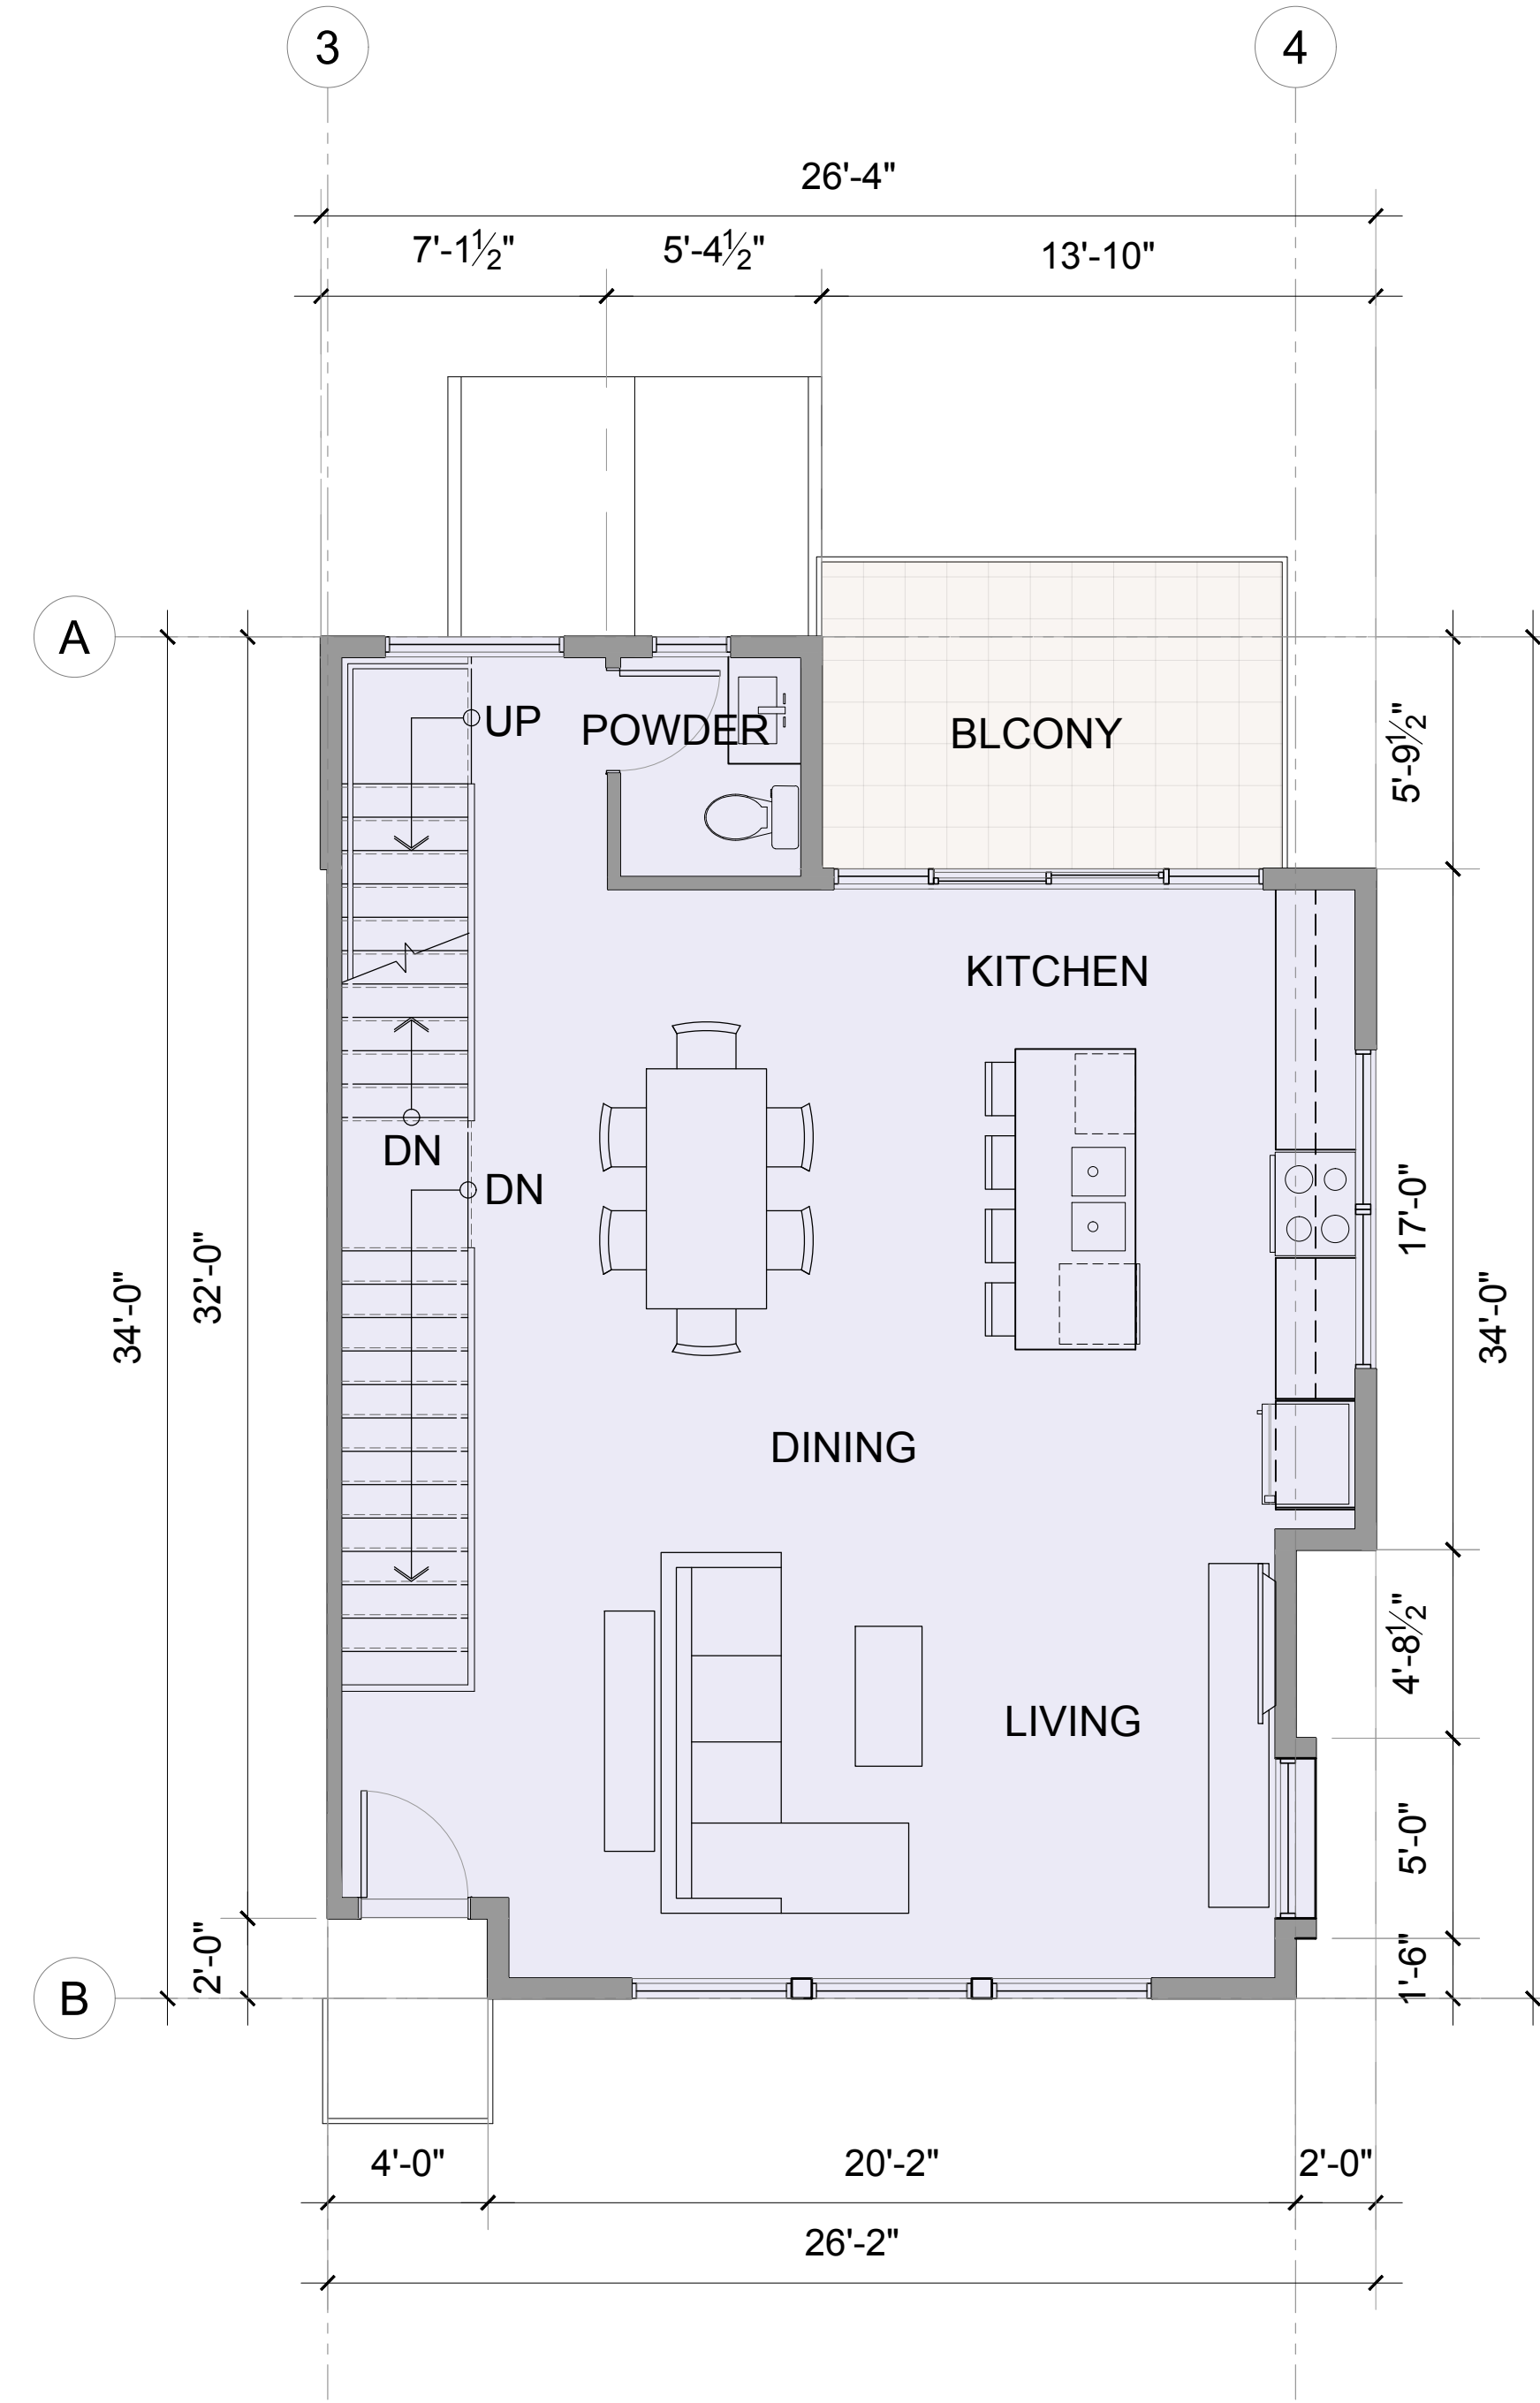 3
4
26'-4"
7'-1½"
5'-4½"
13'-10"
A
UP
POWDER
BLCONY
5'-9½"
KITCHEN
DN
DN
17'-0"
34'-0"
32'-0"
34'-0"
DINING
4'-8½"
LIVING
5'-0"
2'-0"
1'-6"
B
4'-0"
20'-2"
2'-0"
26'-2"